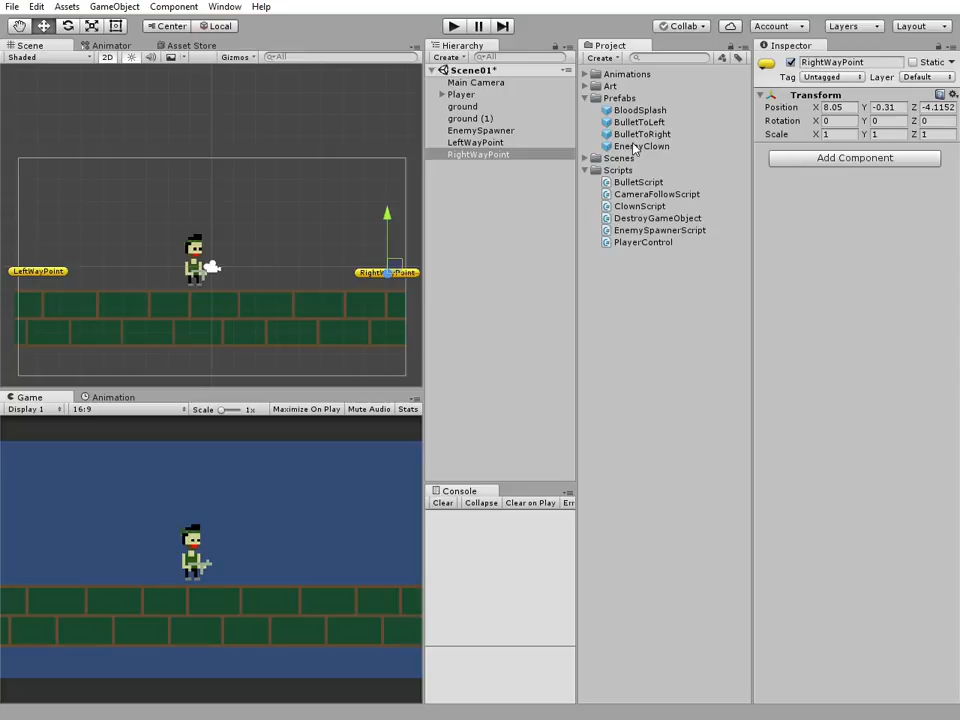 File Edit Assets GameObject Component Window Help
Center Local Collab Account Layers Layout
Scene Animator Asset Store
Shaded 2D Gizmos All
LeftWayPoint
RightWayPoint
Game Animation
Display 1 16:9 Scale 1x Maximize On Play Mute Audio Stats
Hierarchy
Create All
Scene01*
Main Camera
Player
ground
ground (1)
EnemySpawner
LeftWayPoint
RightWayPoint
Console
Clear Collapse Clear on Play Err
Project
Create
Animations
Art
Prefabs
BloodSplash
BulletToLeft
BulletToRight
EnemyClown
Scenes
Scripts
BulletScript
CameraFollowScript
ClownScript
DestroyGameObject
EnemySpawnerScript
PlayerControl
Inspector
RightWayPoint Static
Tag Untagged Layer Default
Transform
Position X 8.05 Y -0.31 Z -4.1152
Rotation X 0 Y 0 Z 0
Scale X 1 Y 1 Z 1
Add Component